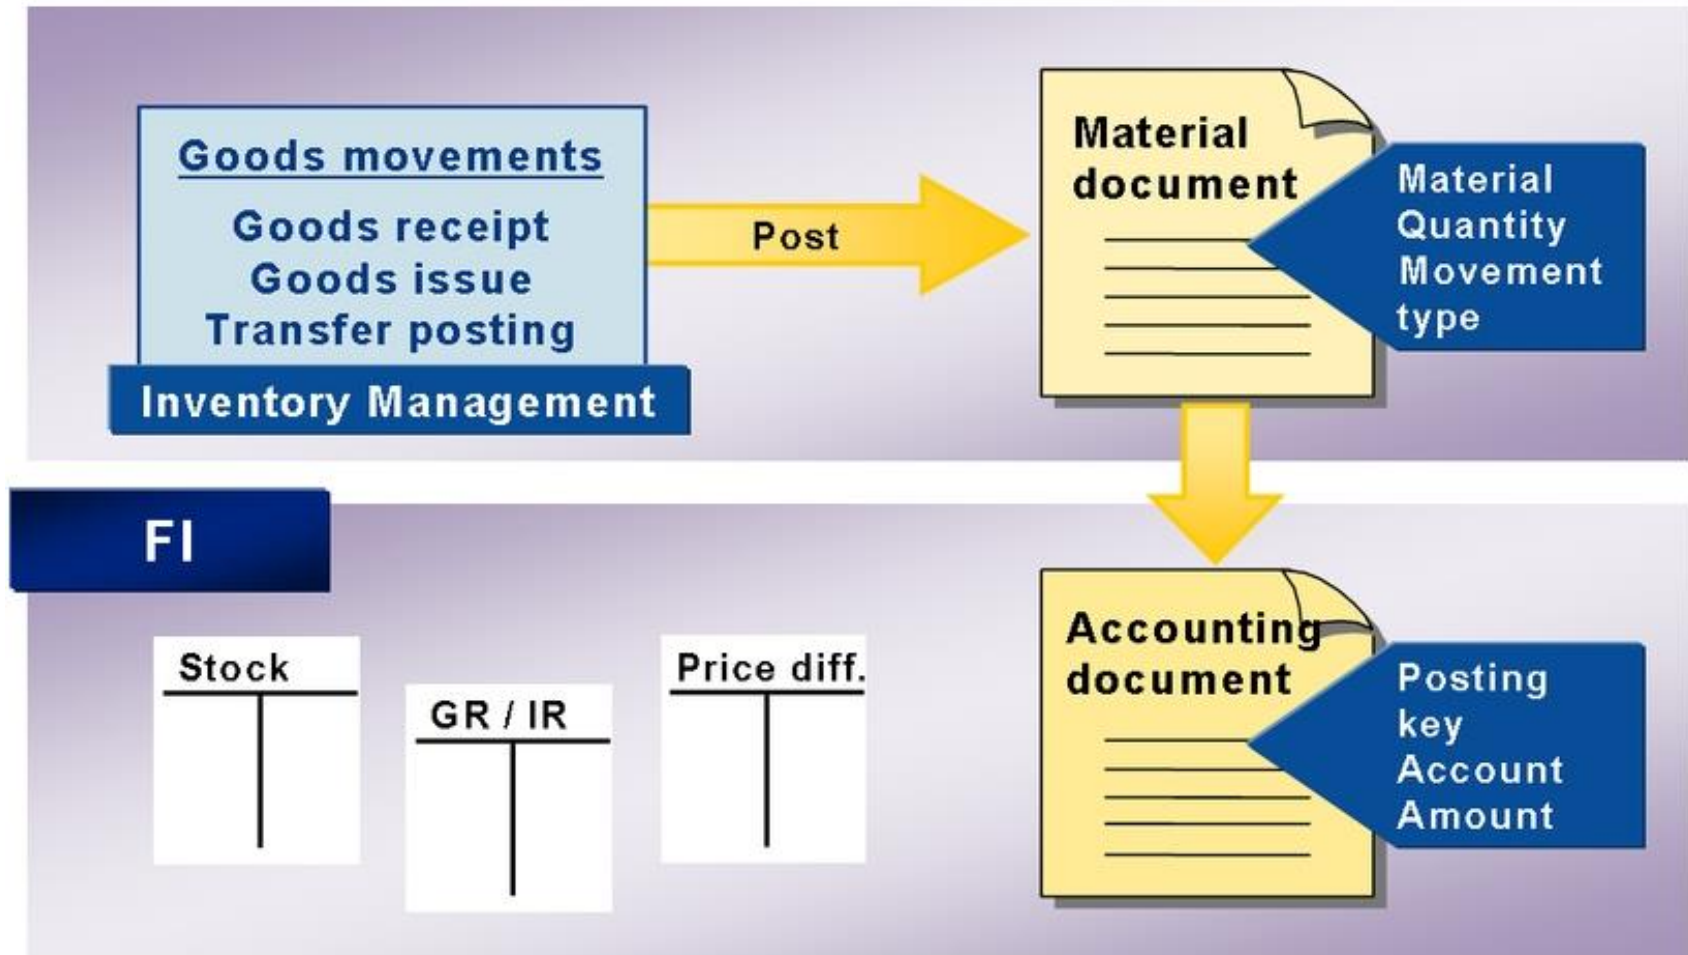 Goods movements
Goods receipt
Goods issue
Transfer posting
Inventory Management
Post
Material
document
Material
Quantity
Movement
type
FI
Stock
GR / IR
Price diff.
Accounting
document
Posting
key
Account
Amount